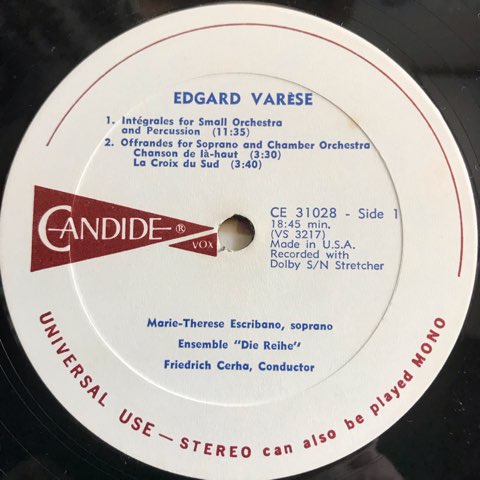 EDGARD VARÈSE
1. Intégrales for Small Orchestra
and Percussion (11:35)
2. Offrandes for Soprano and Chamber Orchestra
Chanson de là-haut (3:30)
La Croix du Sud (3:40)
CANDIDE ®
VOX
CE 31028 - Side 1
18:45 min.
(VS 3217)
Made in U.S.A.
Recorded with
Dolby S/N Stretcher
Marie-Therese Escribano, soprano
Ensemble "Die Reihe"
Friedrich Cerha, Conductor
UNIVERSAL USE — STEREO can also be played MONO